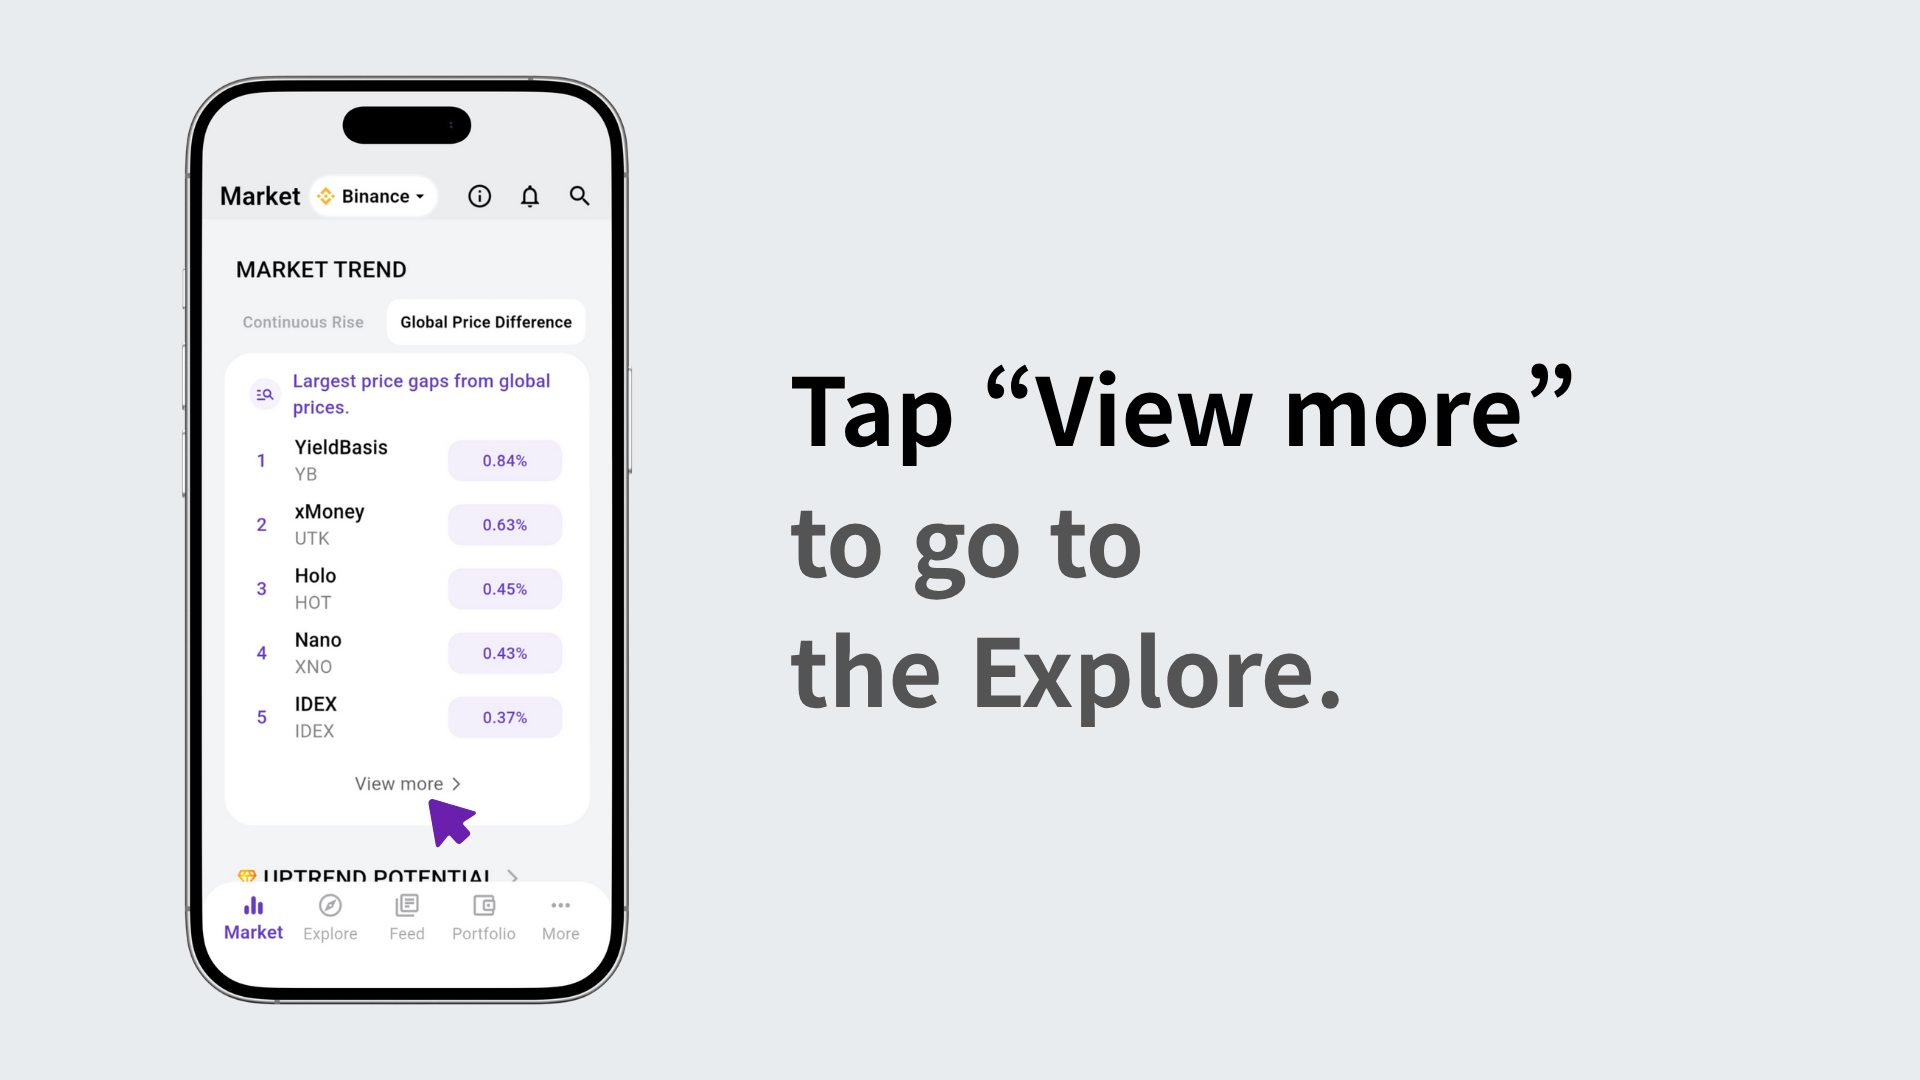 Market
Binance
MARKET TREND
Continuous Rise
Global Price Difference
Largest price gaps from global
prices.
1
YieldBasis
YB
0.84%
2
xMoney
UTK
0.63%
3
Holo
HOT
0.45%
4
Nano
XNO
0.43%
5
IDEX
IDEX
0.37%
View more
UPTREND POTENTIAL
Market
Explore
Feed
Portfolio
More
Tap “View more”
to go to
the Explore.